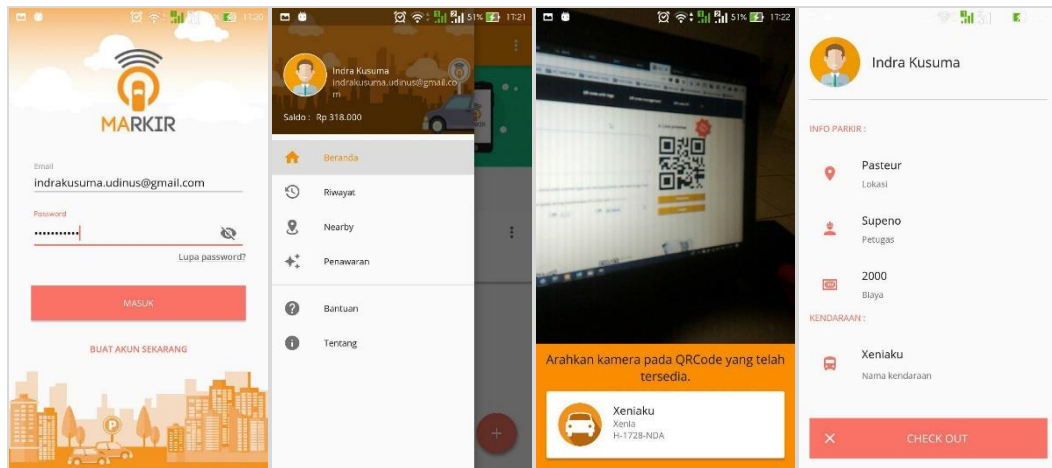 17:20
MARKIR
Email
indrakusuma.udinus@gmail.com
Password
Lupa password?
MASUK
BUAT AKUN SEKARANG
P
51% 17:21
Indra Kusuma
indrakusuma.udinus@gmail.co
m
Saldo : Rp 318.000
Beranda
Riwayat
Nearby
Penawaran
Bantuan
Tentang
51% 17:22
Arahkan kamera pada QRCode yang telah
tersedia.
Xeniaku
Xenia
H-1728-NDA
Indra Kusuma
INFO PARKIR :
Pasteur
Lokasi
Supeno
Petugas
2000
Biaya
KENDARAAN :
Xeniaku
Nama kendaraan
CHECK OUT